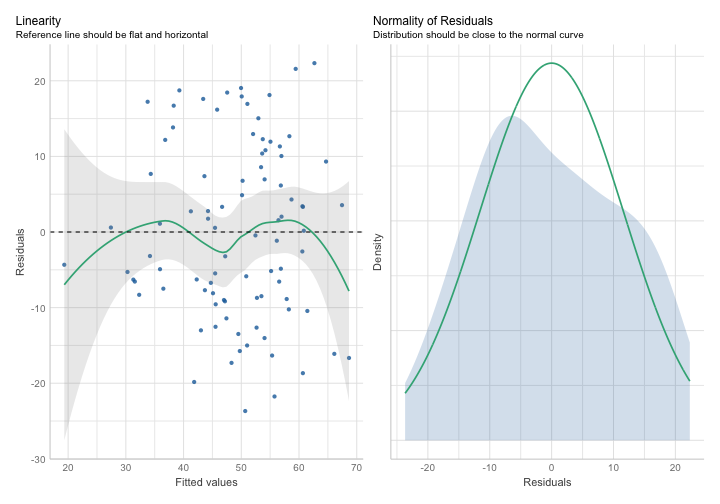 Linearity
Reference line should be flat and horizontal
20
10
0
-10
-20
-30
20
30
40
50
60
70
Residuals
Fitted values
Normality of Residuals
Distribution should be close to the normal curve
Density
-20
-10
0
10
20
Residuals